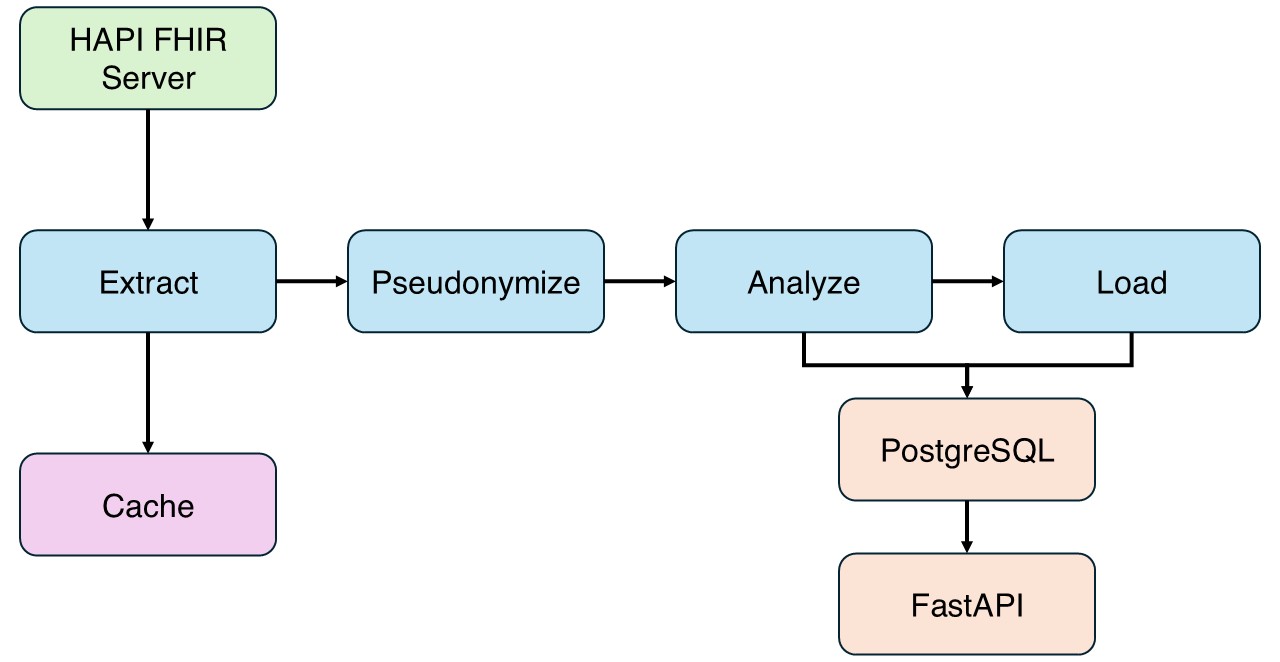 HAPI FHIR
Server
Extract
Pseudonymize
Analyze
Load
PostgreSQL
Cache
FastAPI